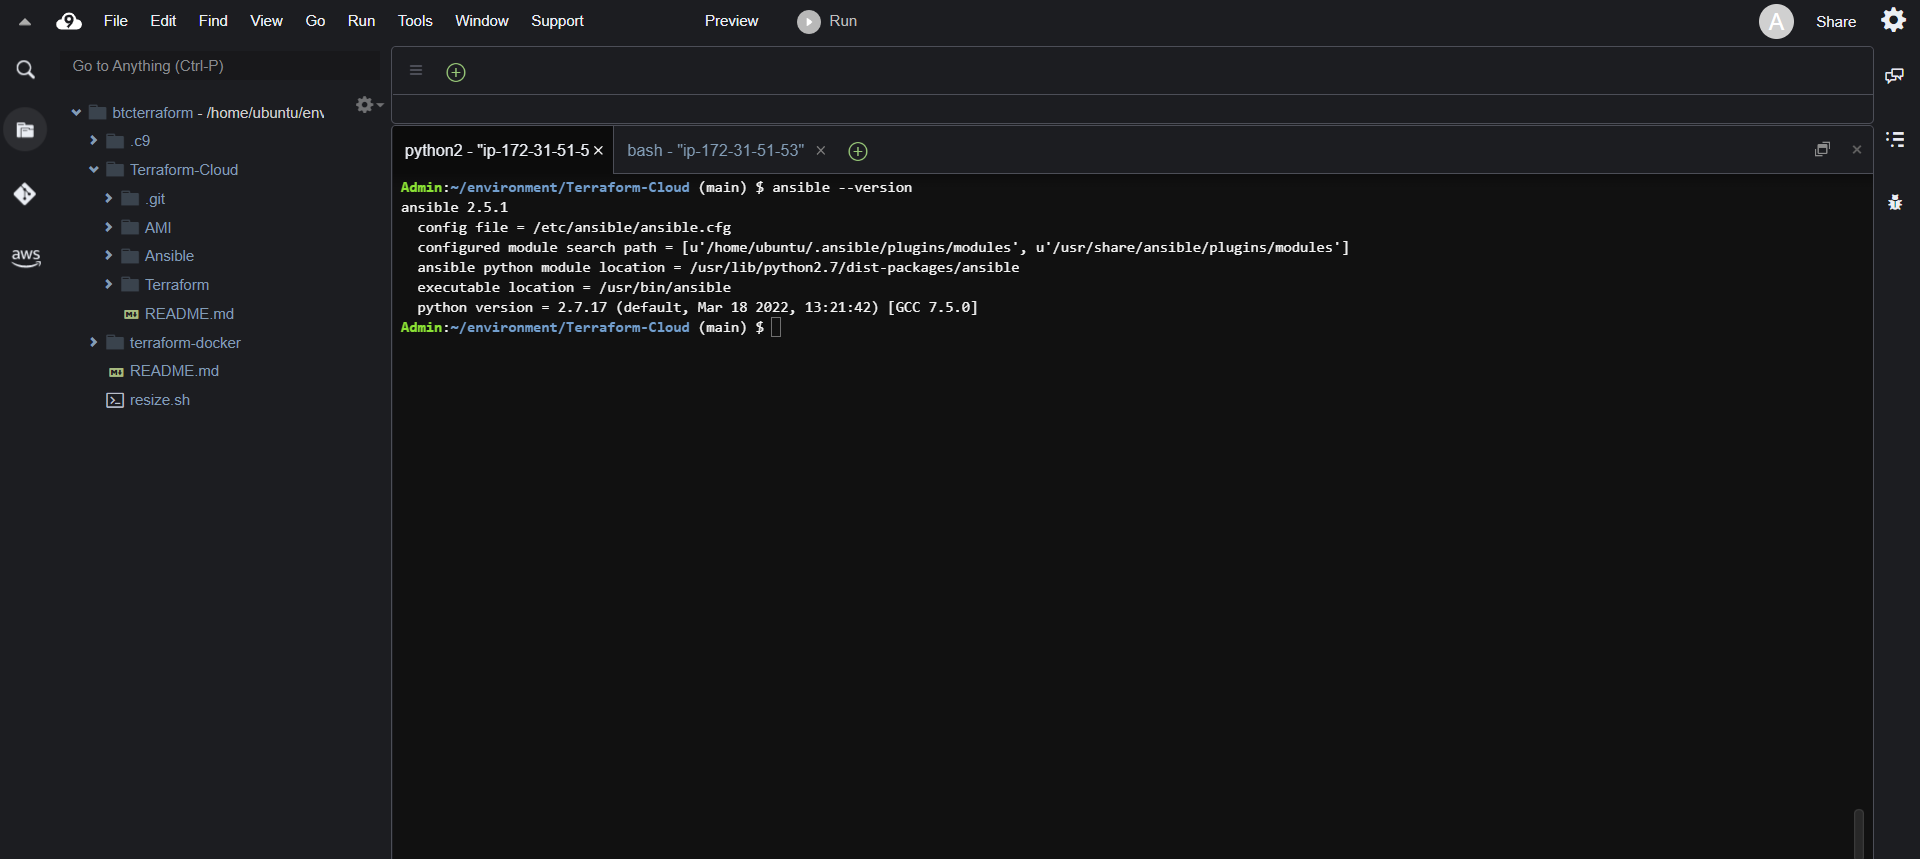 File Edit Find View Go Run Tools Window Support Preview Run A Share
Go to Anything (Ctrl-P)
btcterraform - /home/ubuntu/env
.c9
Terraform-Cloud
.git
AMI
Ansible
Terraform
README.md
terraform-docker
README.md
resize.sh
aws
python2 - "ip-172-31-51-5 × bash - "ip-172-31-51-53" ×
Admin:~/environment/Terraform-Cloud (main) $ ansible --version
ansible 2.5.1
config file = /etc/ansible/ansible.cfg
configured module search path = [u'/home/ubuntu/.ansible/plugins/modules', u'/usr/share/ansible/plugins/modules']
ansible python module location = /usr/lib/python2.7/dist-packages/ansible
executable location = /usr/bin/ansible
python version = 2.7.17 (default, Mar 18 2022, 13:21:42) [GCC 7.5.0]
Admin:~/environment/Terraform-Cloud (main) $